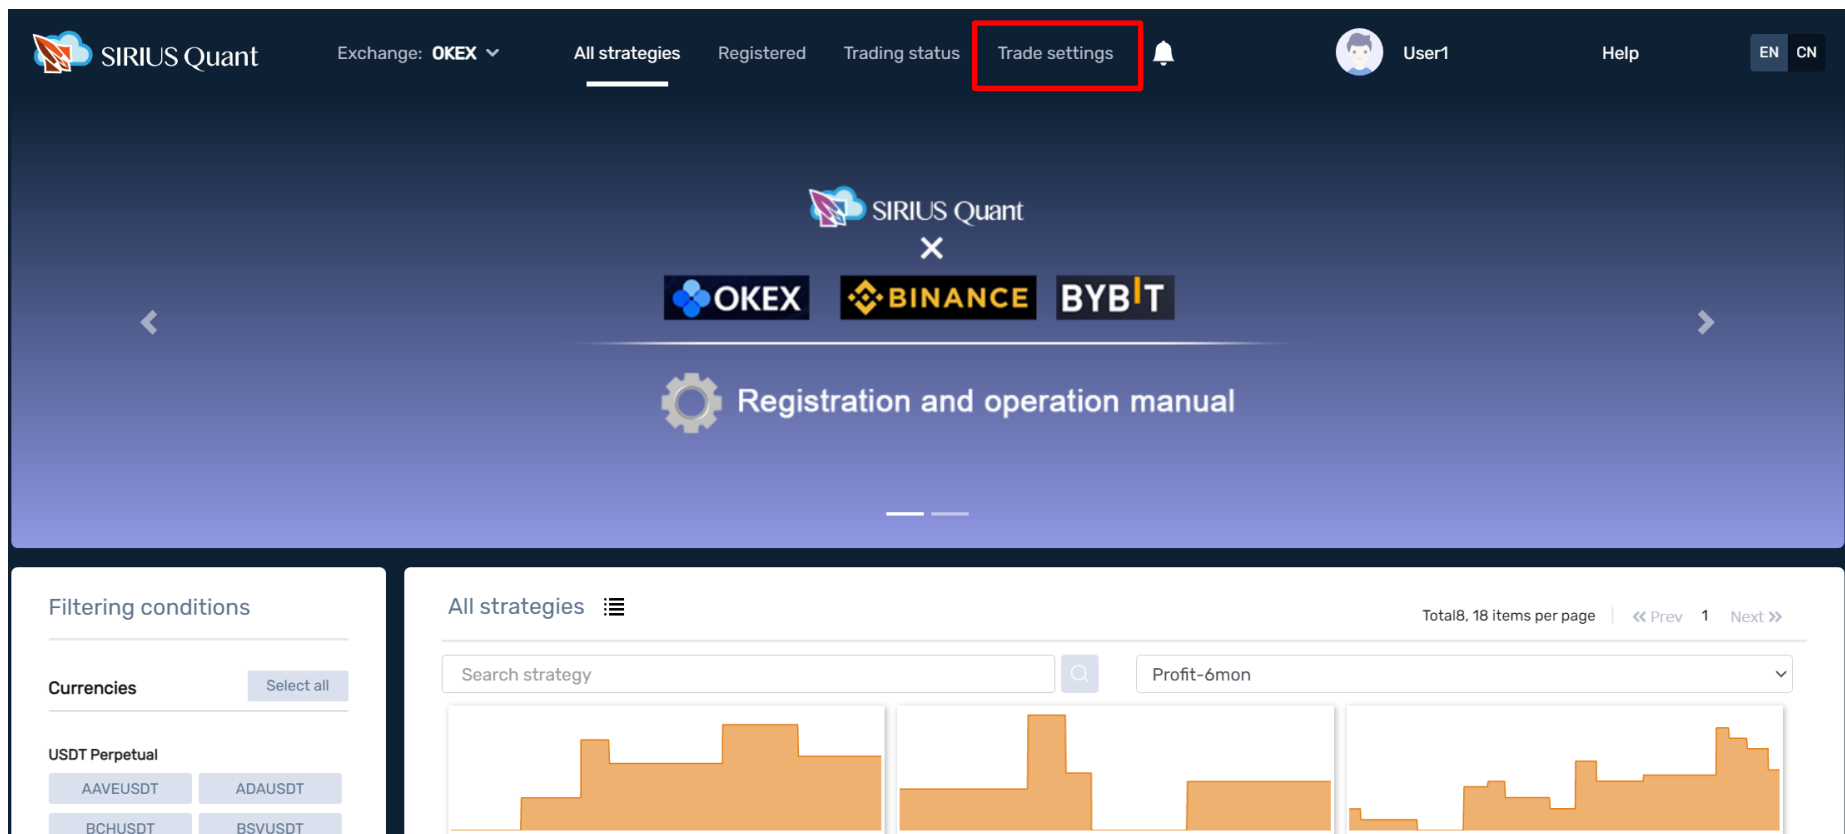 SIRIUS Quant Exchange: OKEX All strategies Registered Trading status Trade settings User1 Help EN CN
SIRIUS Quant
OKEX BINANCE BYBIT
Registration and operation manual
Filtering conditions
Currencies Select all
USDT Perpetual
AAVEUSDT ADAUSDT
BCHUSDT BSVUSDT
All strategies
Total8, 18 items per page Prev 1 Next
Search strategy Profit-6mon